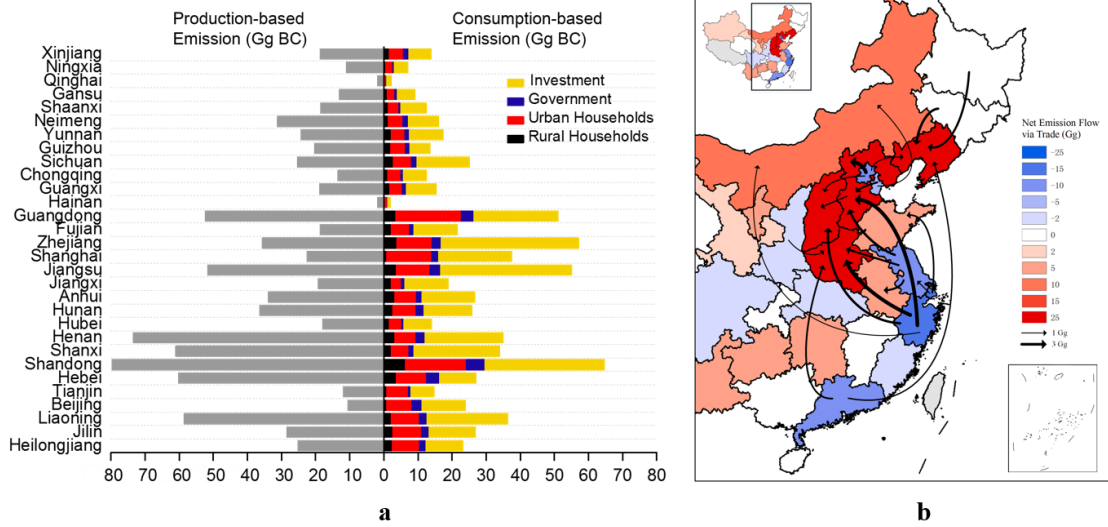 Production-based
Emission (Gg BC)
Consumption-based
Emission (Gg BC)
Xinjiang
Ningxia
Qinghai
Gansu
Shaanxi
Neimeng
Yunnan
Guizhou
Sichuan
Chongqing
Guangxi
Hainan
Guangdong
Fujian
Zhejiang
Shanghai
Jiangsu
Jiangxi
Anhui
Hunan
Hubei
Henan
Shanxi
Shandong
Hebei
Tianjin
Beijing
Liaoning
Jilin
Heilongjiang
Investment
Government
Urban Households
Rural Households
80 70 60 50 40 30 20 10 0 10 20 30 40 50 60 70 80
a
Net Emission Flow
via Trade (Gg)
-25
-15
-10
-5
-2
0
2
5
10
15
25
1 Gg
3 Gg
b